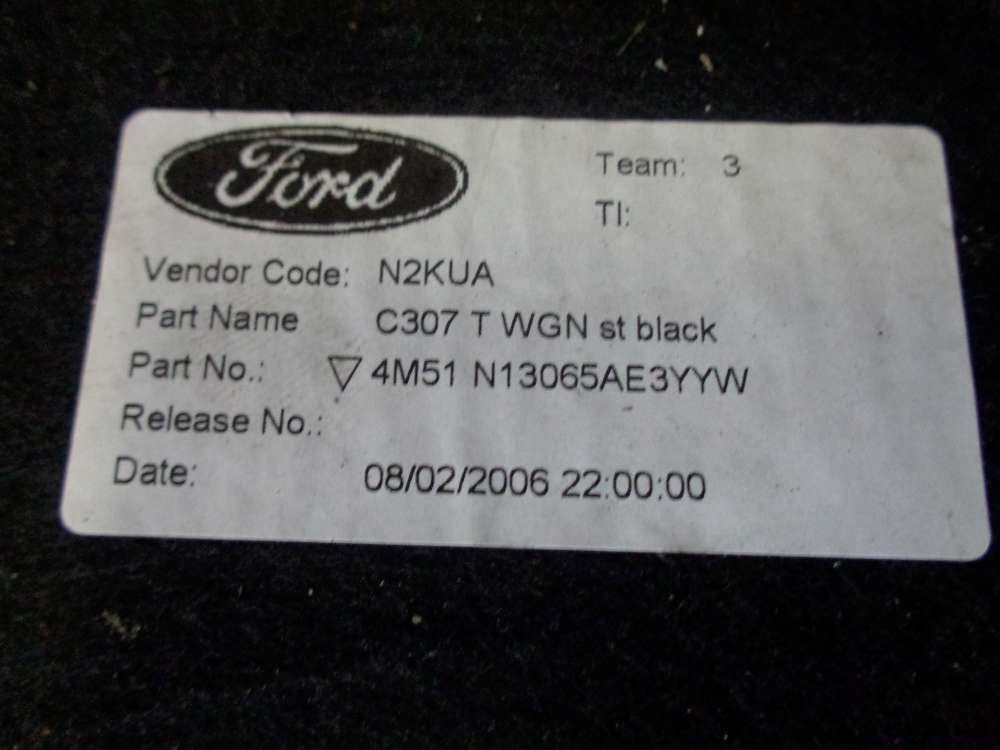 Ford
Team: 3
TI:
Vendor Code: N2KUA
Part Name C307 T WGN st black
Part No.: ▽ 4M51 N13065AE3YYW
Release No.:
Date: 08/02/2006 22:00:00